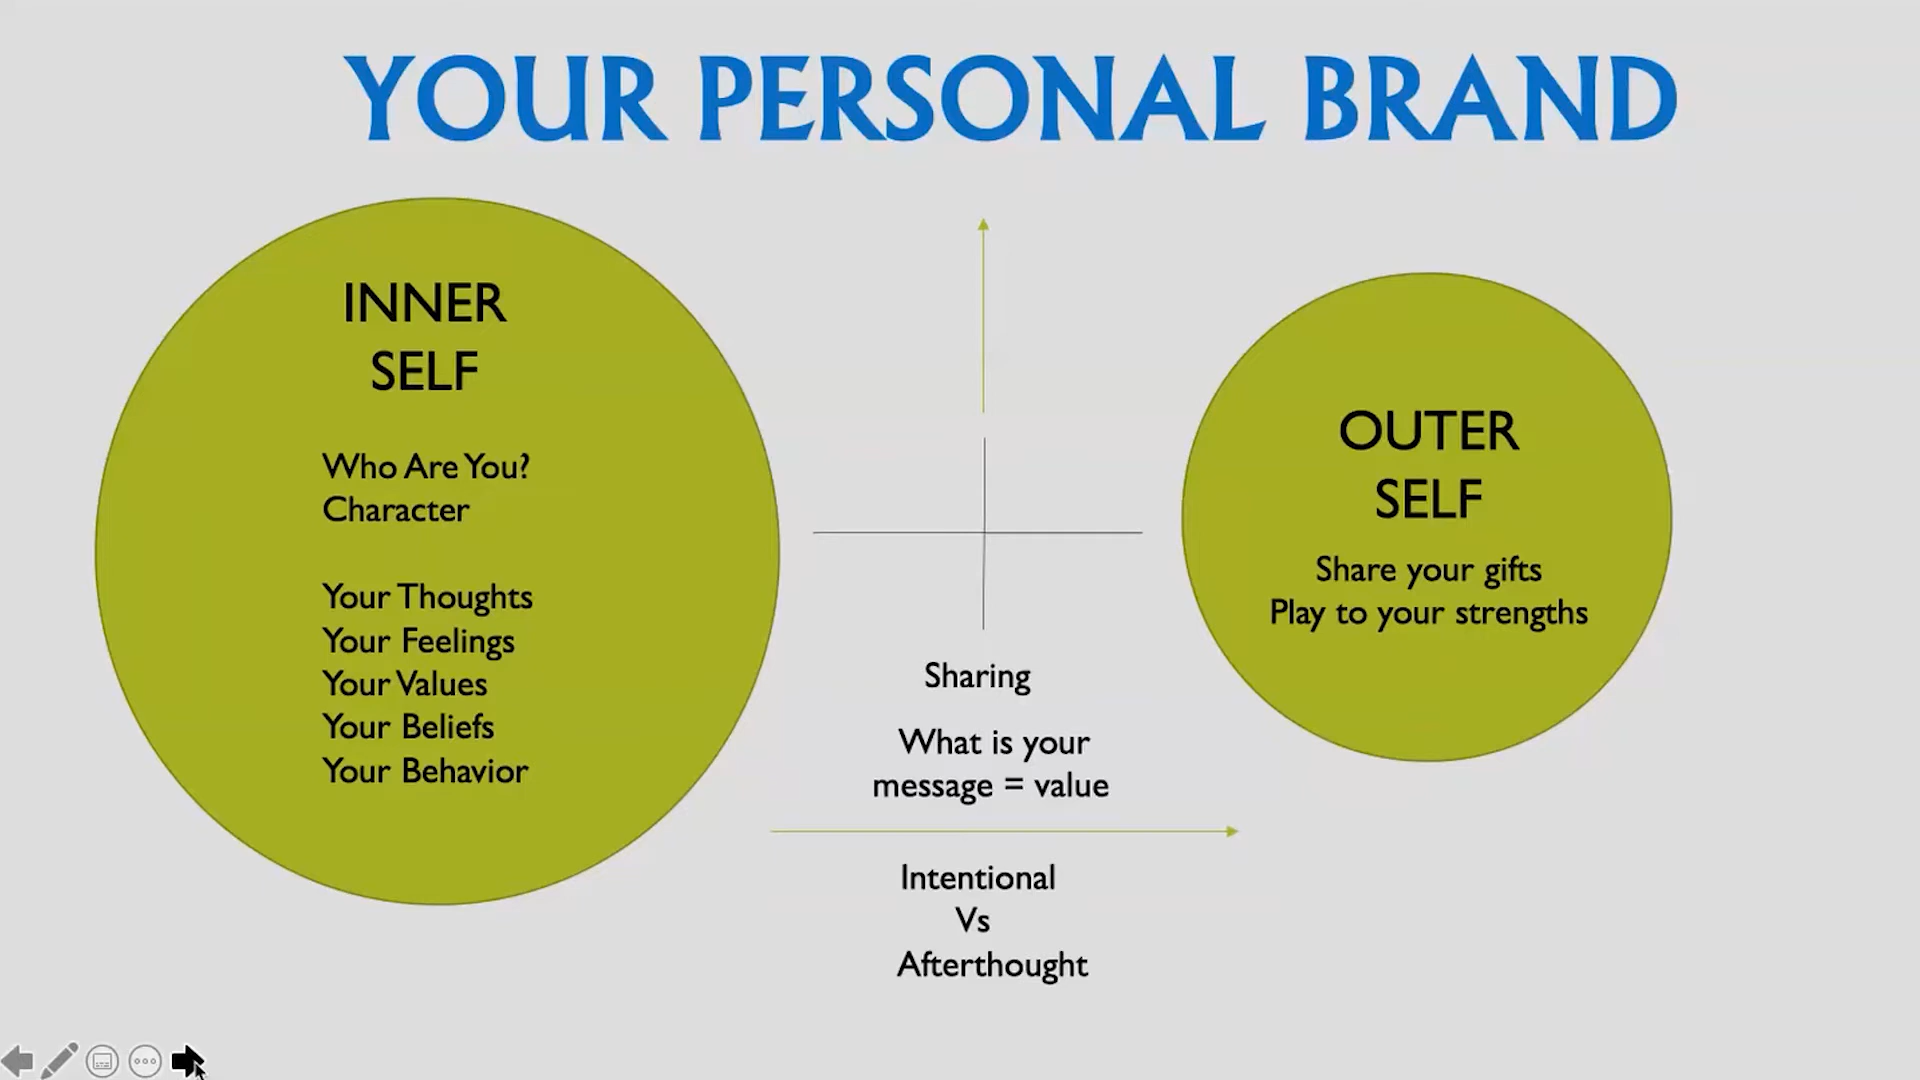 YOUR PERSONAL BRAND
INNER
SELF
Who Are You?
Character
Your Thoughts
Your Feelings
Your Values
Your Beliefs
Your Behavior
Sharing
What is your
message = value
Intentional
Vs
Afterthought
OUTER
SELF
Share your gifts
Play to your strengths